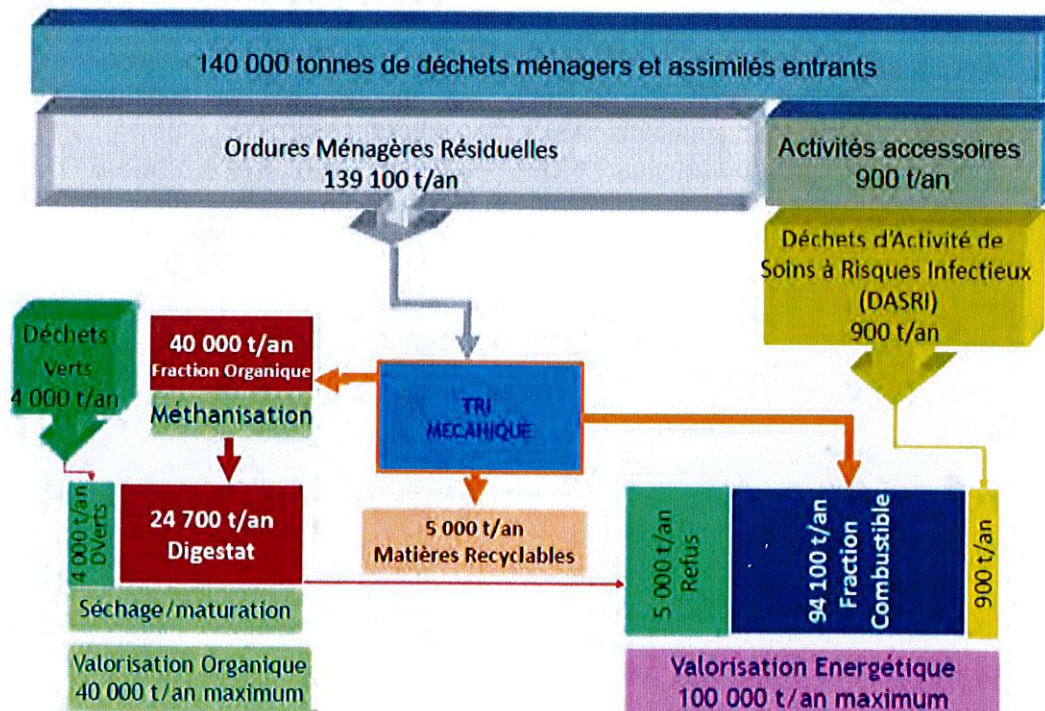 140 000 tonnes de déchets ménagers et assimilés entrants
Ordures Ménagères Résiduelles
139 100 t/an
Activités accessoires
900 t/an
Déchets d'Activité de
Soins à Risques Infectieux
(DASRI)
900 t/an
Déchets
Verts
4 000 t/an
40 000 t/an
Fraction Organique
Méthanisation
TRI
MECANIQUE
4 000 t/an
DVerts
24 700 t/an
Digestat
5 000 t/an
Matières Recyclables
5 000 t/an
Refus
94 100 t/an
Fraction
Combustible
900 t/an
Séchage/maturation
Valorisation Organique
40 000 t/an maximum
Valorisation Energétique
100 000 t/an maximum